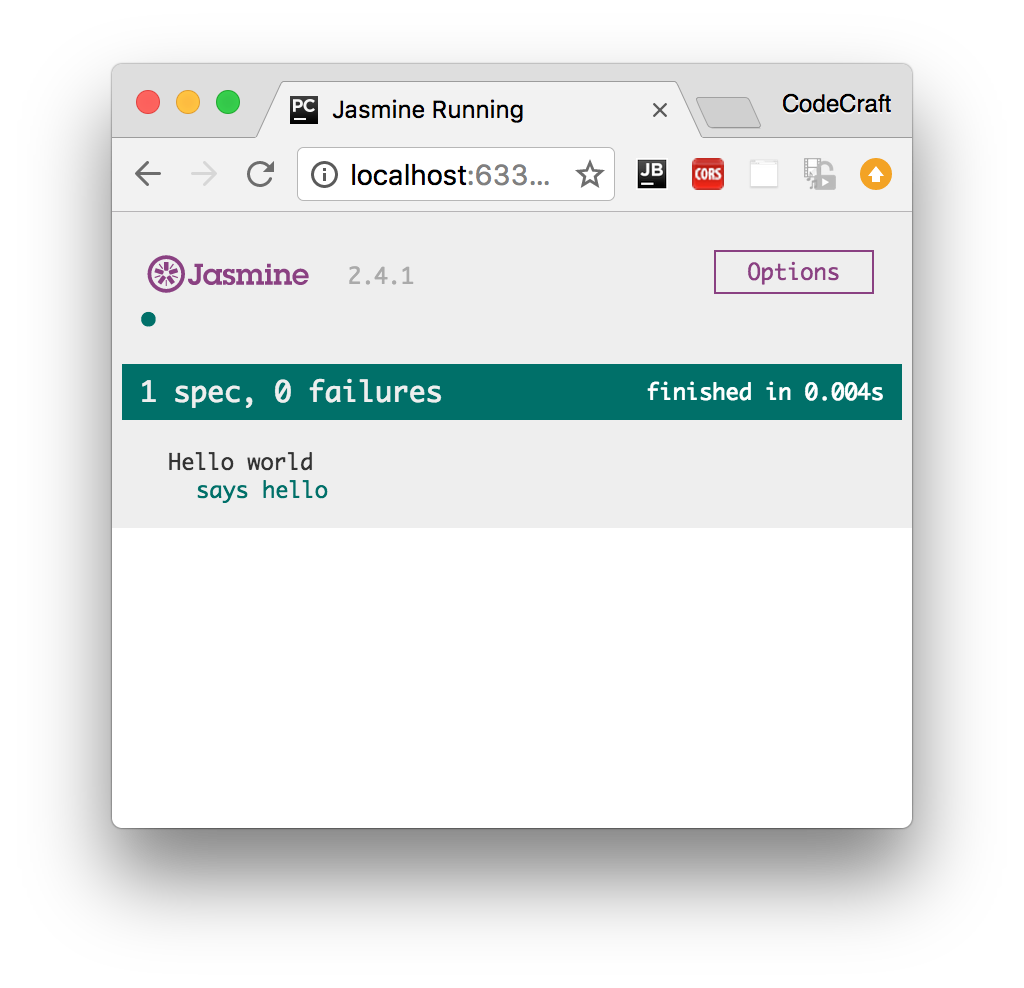 PC Jasmine Running CodeCraft
localhost:633... JB CORS
Jasmine 2.4.1 Options
1 spec, 0 failures finished in 0.004s
Hello world
says hello